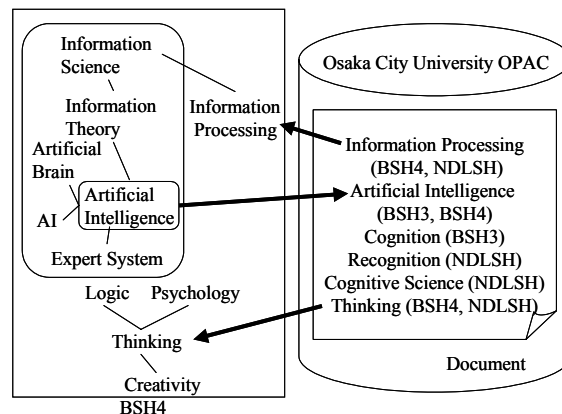 Information
Science
Information
Processing
Information
Theory
Artificial
Brain
Artificial
Intelligence
AI
Expert System
Logic Psychology
Thinking
Creativity
BSH4
Osaka City University OPAC
Information Processing
(BSH4, NDLSH)
Artificial Intelligence
(BSH3, BSH4)
Cognition (BSH3)
Recognition (NDLSH)
Cognitive Science (NDLSH)
Thinking (BSH4, NDLSH)
Document